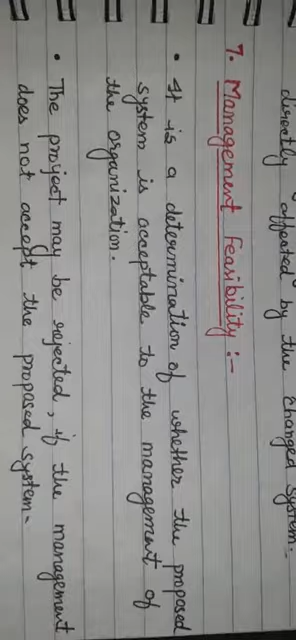 directly affected by the changed system.
7. Management Feasibility :-
• It is a determination of whether the proposed
system is acceptable to the management of
the organization.
• The project may be rejected, if the management
does not accept the proposed system.